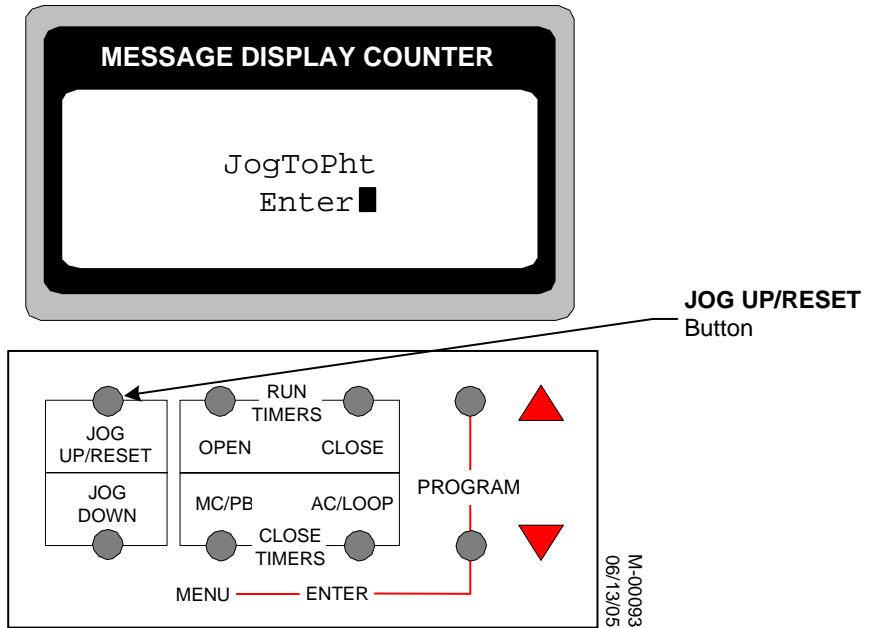 MESSAGE DISPLAY COUNTER
JogToPht
Enter
JOG UP/RESET
Button
RUN
TIMERS
JOG
UP/RESET
OPEN
CLOSE
JOG
DOWN
MC/PB
AC/LOOP
PROGRAM
CLOSE
TIMERS
MENU
ENTER
M-00093
06/13/05